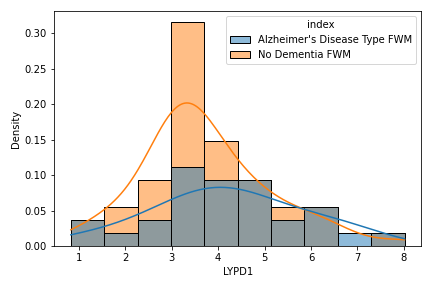 index
Alzheimer's Disease Type FWM
No Dementia FWM
0.30
0.25
0.20
0.15
0.10
0.05
0.00
Density
1 2 3 4 5 6 7 8
LYPD1